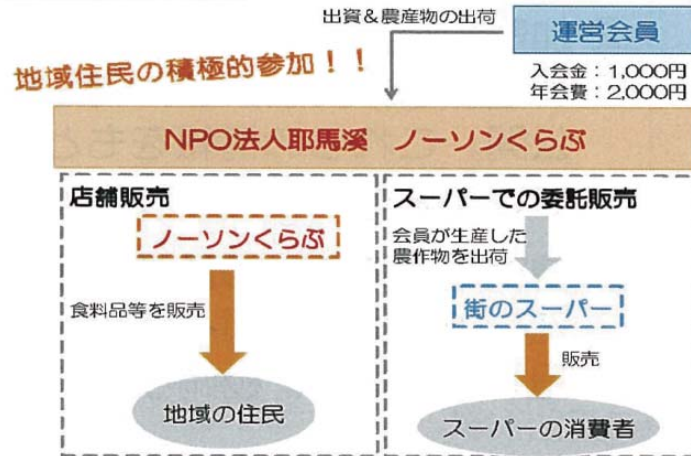 出資&農産物の出荷
運営会員
入会金:1,000円
年会費:2,000円
地域住民の積極的参加!!
NPO法人耶馬溪 ノーソンくらぶ
店舗販売
ノーソンくらぶ
食料品等を販売
地域の住民
スーパーでの委託販売
会員が生産した
農作物を出荷
街のスーパー
販売
スーパーの消費者